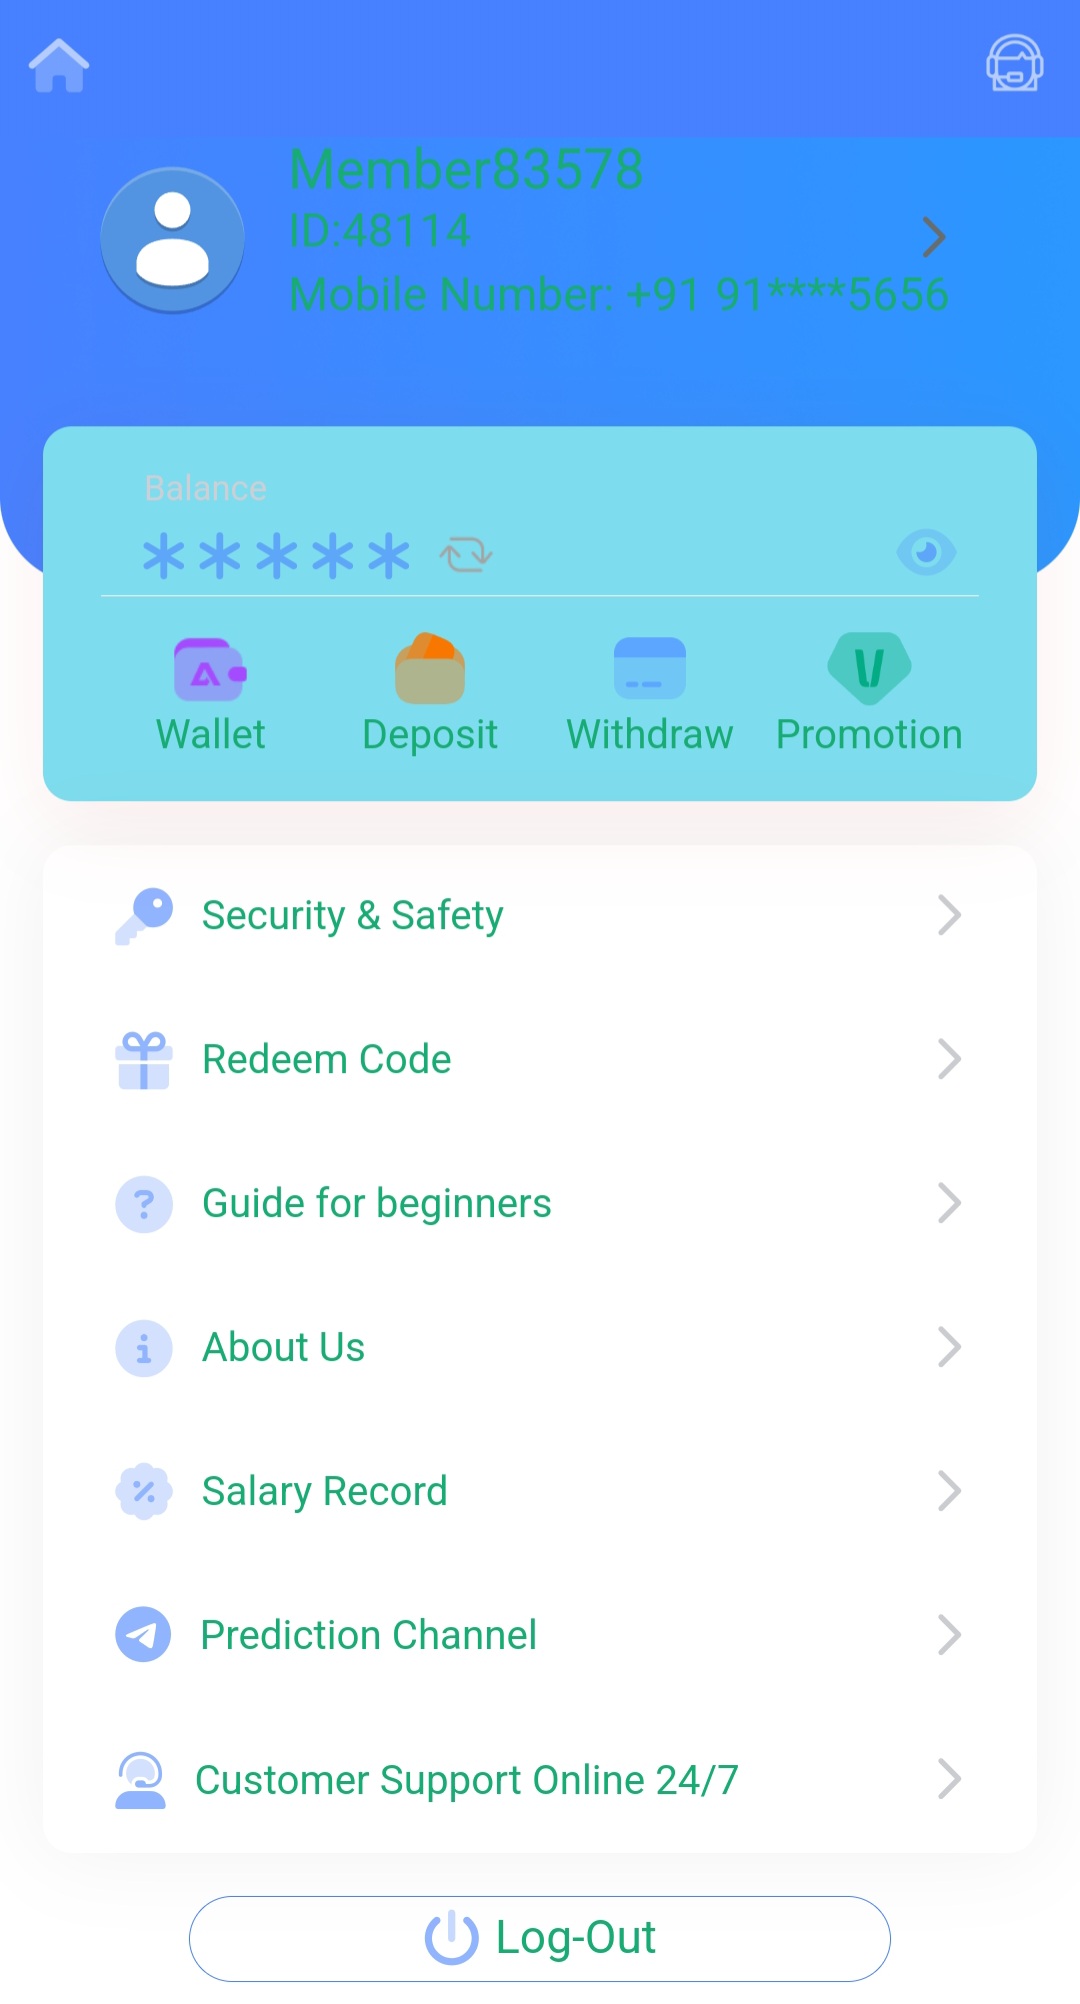 Member83578
ID:48114
Mobile Number: +91 91****5656
Balance
*****
Wallet Deposit Withdraw Promotion
Security & Safety
Redeem Code
Guide for beginners
About Us
Salary Record
Prediction Channel
Customer Support Online 24/7
Log-Out